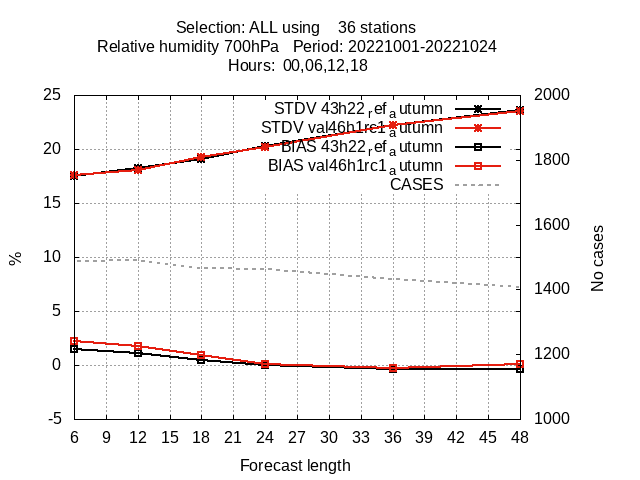 Selection: ALL using 36 stations
Relative humidity 700hPa Period: 20221001-20221024
Hours: 00,06,12,18
25
20
15
10
5
0
-5
%
2000
1800
1600
1400
1200
1000
No cases
STDV 43h22_ref_autumn
STDV val46h1rc1_autumn
BIAS 43h22_ref_autumn
BIAS val46h1rc1_autumn
CASES
6 9 12 15 18 21 24 27 30 33 36 39 42 45 48
Forecast length